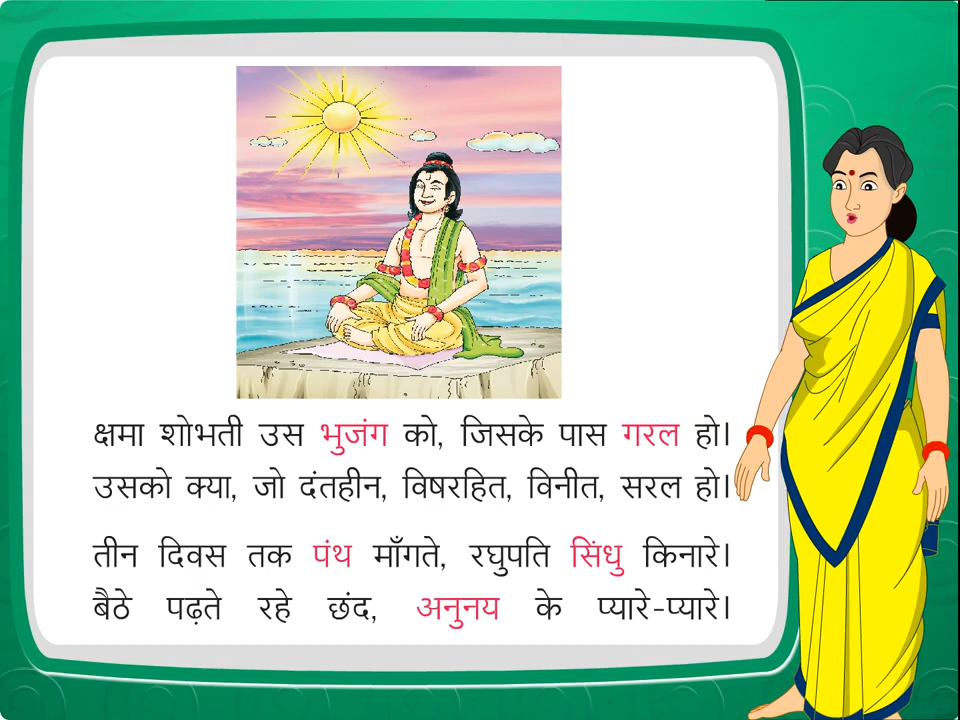 क्षमा शोभती उस भुजंग को, जिसके पास गरल हो।
उसको क्या, जो दंतहीन, विषरहित, विनीत, सरल हो।
तीन दिवस तक पंथ माँगते, रघुपति सिंधु किनारे।
बैठे पढ़ते रहे छंद, अनुनय के प्यारे-प्यारे।